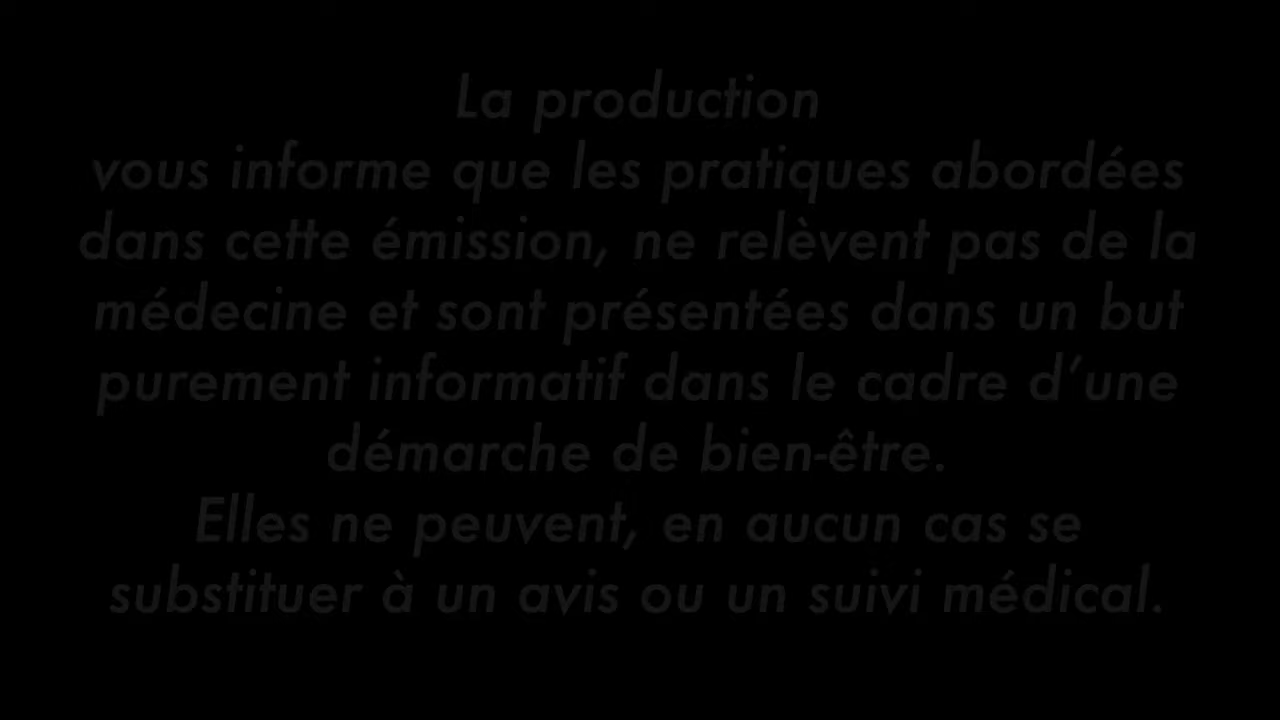 La production
vous informe que les pratiques abordées
dans cette émission, ne relèvent pas de la
médecine et sont présentées dans un but
purement informatif dans le cadre d’une
démarche de bien-être.
Elles ne peuvent, en aucun cas se
substituer à un avis ou un suivi médical.